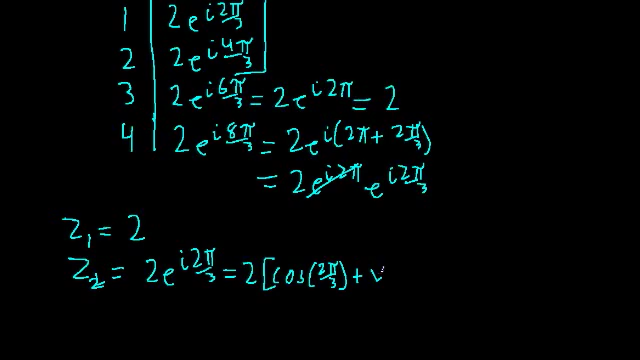 1 | 2e^{i2π/3}
2 | 2e^{i4π/3}
3 | 2e^{i6π/3} = 2e^{i2π} = 2
4 | 2e^{i8π/3} = 2e^{i(2π + 2π/3)}
= 2e^{i2π} e^{i2π/3}
Z₁ = 2
Z₂ = 2e^{i2π/3} = 2[cos(2π/3) +